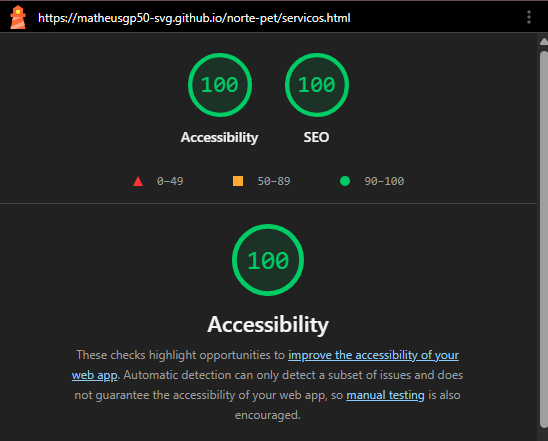 https://matheusgp50-svg.github.io/norte-pet/servicos.html
100 100
Accessibility SEO
0–49 50–89 90–100
100
Accessibility
These checks highlight opportunities to improve the accessibility of your
web app. Automatic detection can only detect a subset of issues and does
not guarantee the accessibility of your web app, so manual testing is also
encouraged.